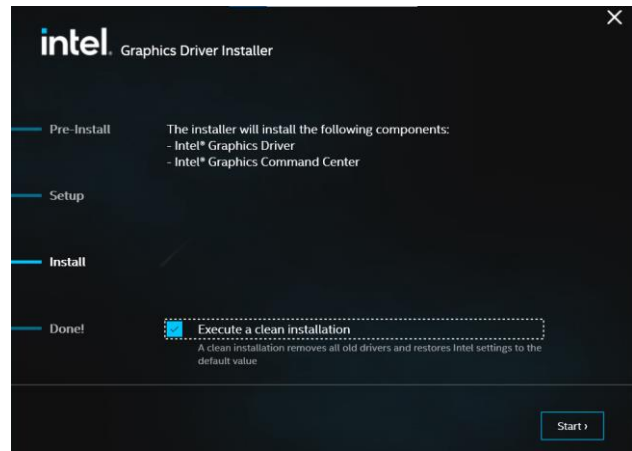 intel. Graphics Driver Installer
Pre-Install
The installer will install the following components:
- Intel® Graphics Driver
- Intel® Graphics Command Center
Setup
Install
Done!
Execute a clean installation
A clean installation removes all old drivers and restores Intel settings to the
default value
Start ›